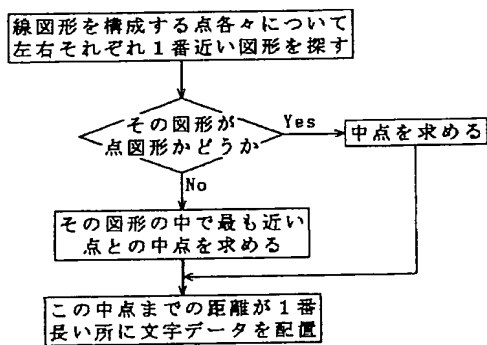 線図形を構成する点各々について
左右それぞれ1番近い図形を探す
その図形が
点図形かどうか
Yes
中点を求める
No
その図形の中で最も近い
点との中点を求める
この中点までの距離が1番
長い所に文字データを配置